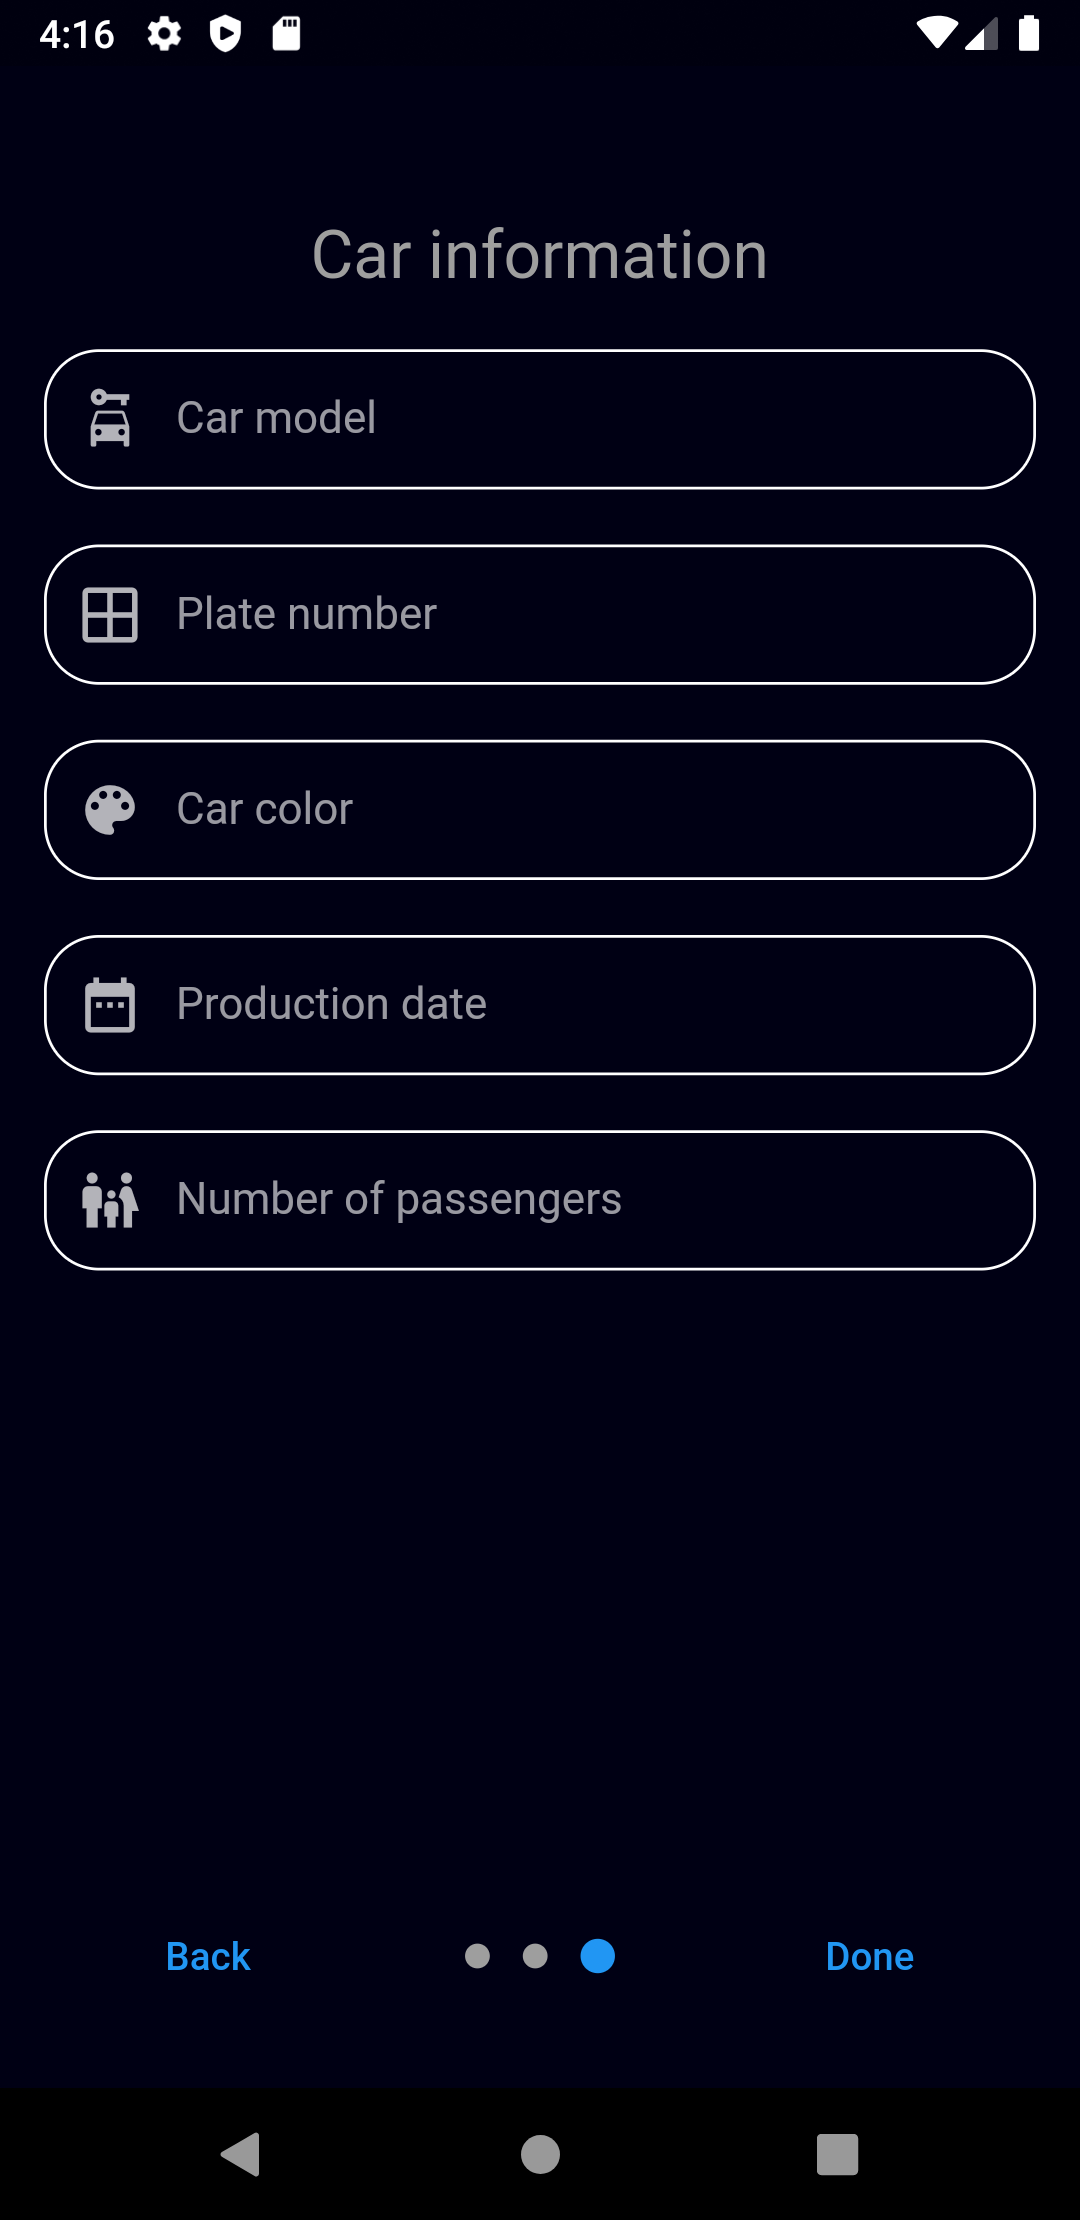 4:16
Car information
Car model
Plate number
Car color
Production date
Number of passengers
Back
Done